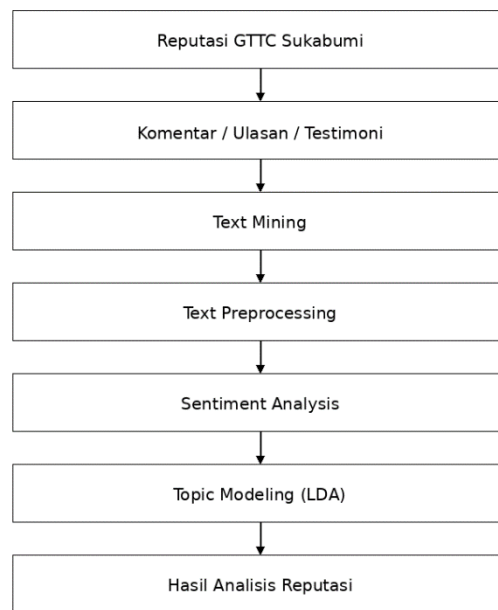 Reputasi GTTC Sukabumi
Komentar / Ulasan / Testimoni
Text Mining
Text Preprocessing
Sentiment Analysis
Topic Modeling (LDA)
Hasil Analisis Reputasi